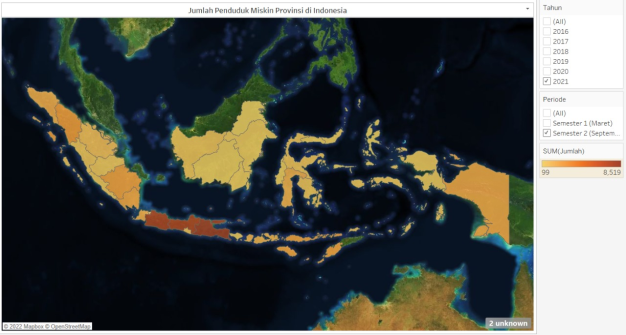 Jumlah Penduduk Miskin Provinsi di Indonesia
Tahun
(All)
2016
2017
2018
2019
2020
2021
Periode
(All)
Semester 1 (Maret)
Semester 2 (Septem...
SUM(Jumlah)
99 8,519
2 unknown
© 2022 Mapbox © OpenStreetMap